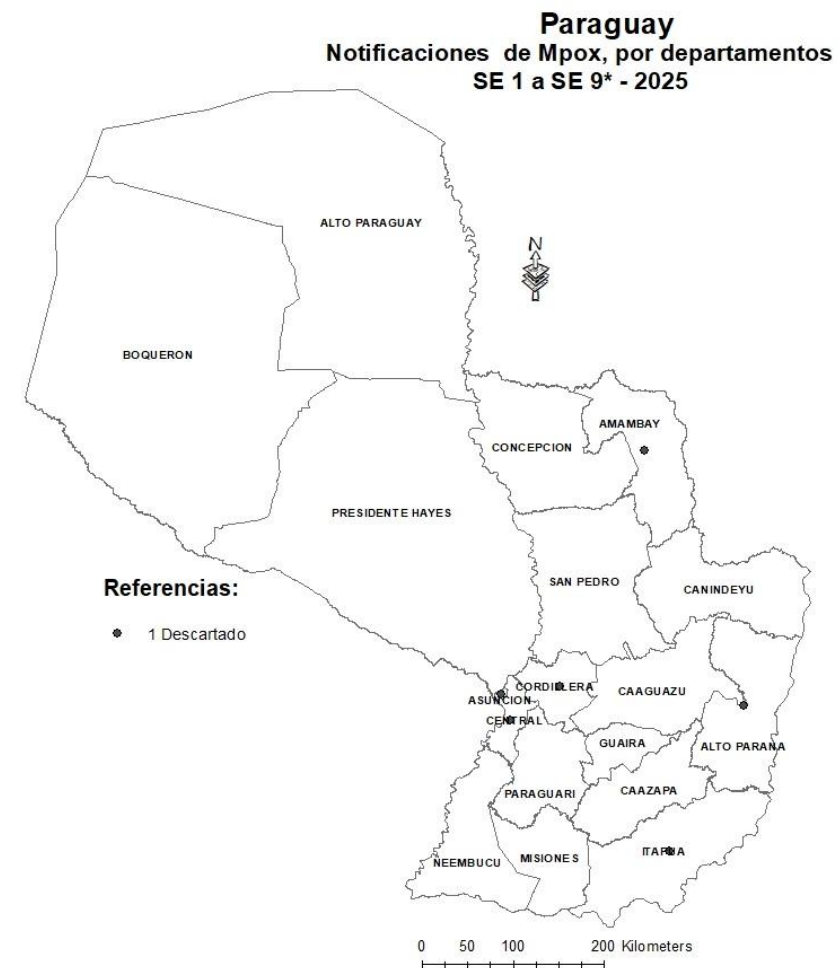 Paraguay
Notificaciones de Mpox, por departamentos
SE 1 a SE 9* - 2025
ALTO PARAGUAY
N
BOQUERON
AMAMBAY
CONCEPCION
PRESIDENTE HAYES
SAN PEDRO
CANINDEYU
Referencias:
1 Descartado
CORDILLERA
CAAGUAZU
ASUNCION
CENTRAL
GUAIRA
ALTO PARANA
PARAGUARI
CAAZAPA
ITAPUA
MISIONES
NEEMBUCU
0 50 100 200 Kilometers